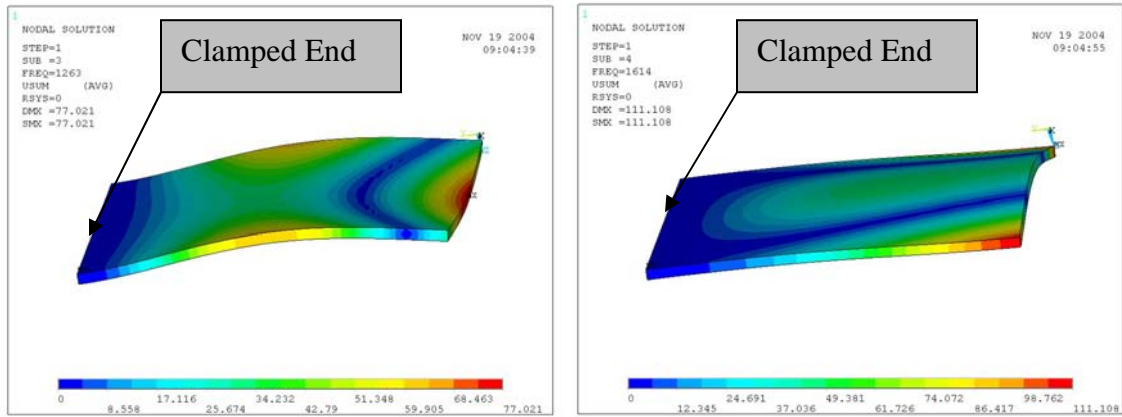 1
NODAL SOLUTION
STEP=1
SUB =3
FREQ=1263
USUM (AVG)
RSYS=0
DMX =77.021
SMX =77.021
NOV 19 2004
09:04:39
Clamped End
0 17.116 34.232 51.348 68.463
8.558 25.674 42.79 59.905 77.021
1
NODAL SOLUTION
STEP=1
SUB =4
FREQ=1614
USUM (AVG)
RSYS=0
DMX =111.108
SMX =111.108
NOV 19 2004
09:04:55
Clamped End
0 24.691 49.381 74.072 98.762
12.345 37.036 61.726 86.417 111.108